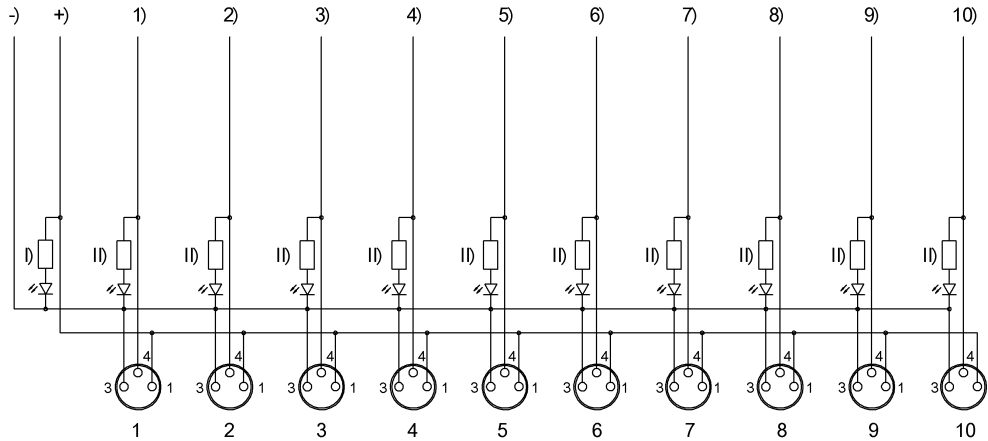 -) +) 1) 2) 3) 4) 5) 6) 7) 8) 9) 10)
I) II) II) II) II) II) II) II) II) II) II)
4 4 4 4 4 4 4 4 4 4
3 1 3 1 3 1 3 1 3 1 3 1 3 1 3 1 3 1 3 1
1 2 3 4 5 6 7 8 9 10